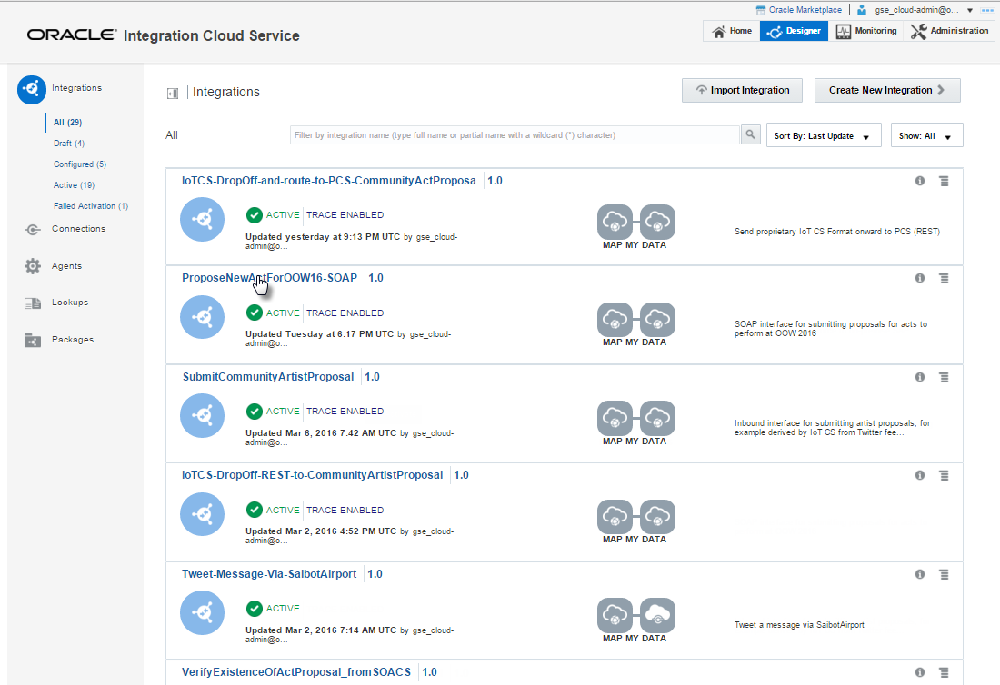 Oracle Marketplace
gse_cloud-admin@o...
ORACLE® Integration Cloud Service
Home
Designer
Monitoring
Administration
Integrations
All (29)
Draft (4)
Configured (5)
Active (19)
Failed Activation (1)
Connections
Agents
Lookups
Packages
Integrations
Import Integration
Create New Integration
All
Filter by integration name (type full name or partial name with a wildcard (*) character)
Sort By: Last Update
Show: All
IoTCS-DropOff-and-route-to-PCS-CommunityActProposa 1.0
ACTIVE TRACE ENABLED
Updated yesterday at 9:13 PM UTC by gse_cloud-
admin@o...
MAP MY DATA
Send proprietary IoT CS Format onward to PCS (REST)
ProposeNewActForOOW16-SOAP 1.0
ACTIVE TRACE ENABLED
Updated Tuesday at 6:17 PM UTC by gse_cloud-
admin@o...
MAP MY DATA
SOAP interface for submitting proposals for acts to
perform at OOW 2016
SubmitCommunityArtistProposal 1.0
ACTIVE TRACE ENABLED
Updated Mar 6, 2016 7:42 AM UTC by gse_cloud-
admin@o...
MAP MY DATA
Inbound interface for submitting artist proposals, for
example derived by IoT CS from Twitter fee...
IoTCS-DropOff-REST-to-CommunityArtistProposal 1.0
ACTIVE TRACE ENABLED
Updated Mar 2, 2016 4:52 PM UTC by gse_cloud-
admin@o...
MAP MY DATA
Tweet-Message-Via-SaibotAirport 1.0
ACTIVE
Updated Mar 2, 2016 7:14 AM UTC by gse_cloud-
admin@o...
MAP MY DATA
Tweet a message via SaibotAirport
VerifyExistenceOfActProposal_fromSOACS 1.0